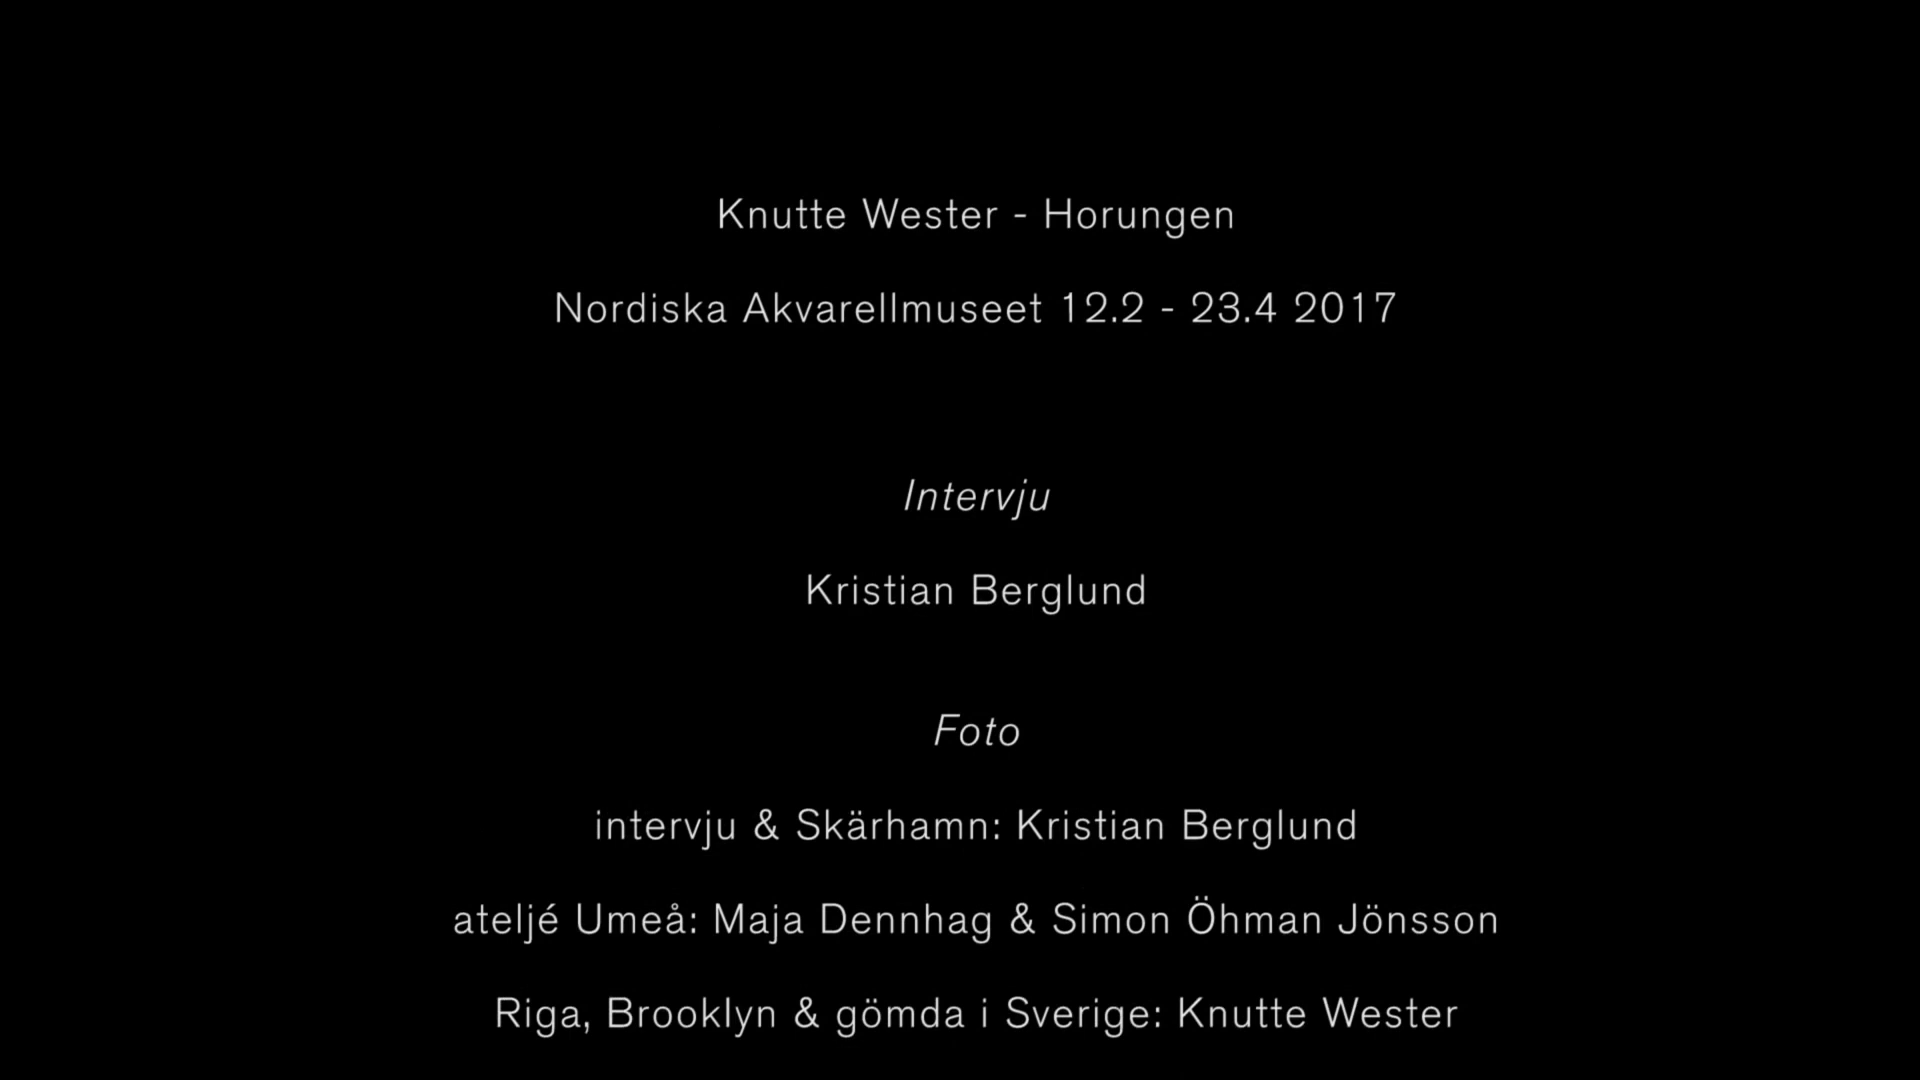 Knutte Wester - Horungen
Nordiska Akvarellmuseet 12.2 - 23.4 2017
Intervju
Kristian Berglund
Foto
intervju & Skärhamn: Kristian Berglund
ateljé Umeå: Maja Dennhag & Simon Öhman Jönsson
Riga, Brooklyn & gömda i Sverige: Knutte Wester